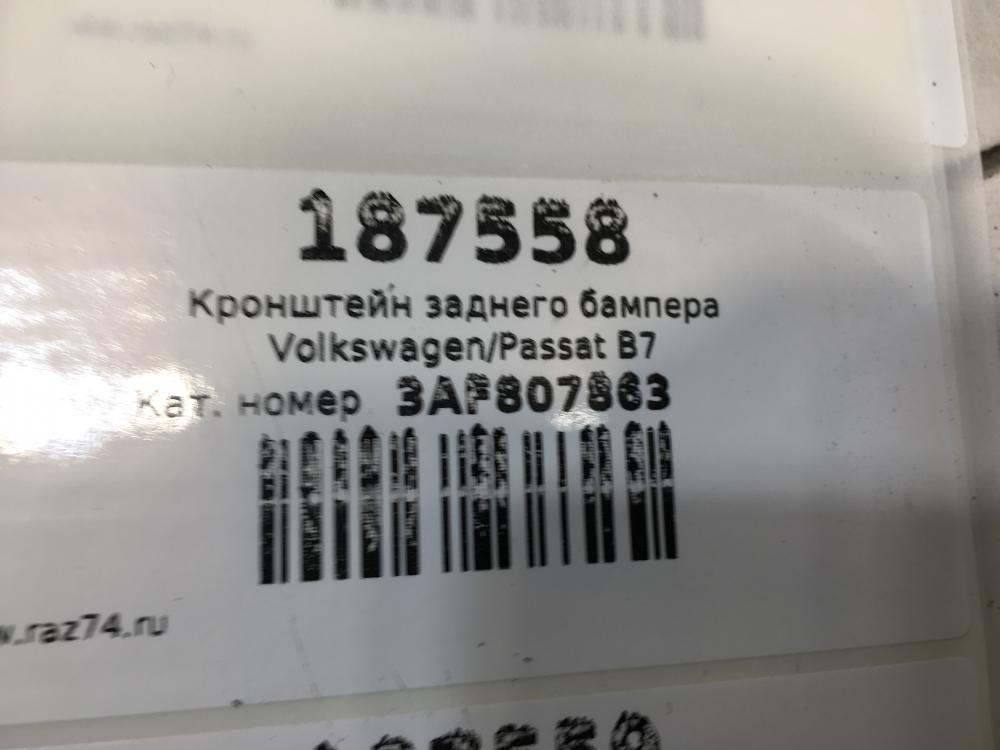 187558
Кронштейн заднего бампера
Volkswagen/Passat B7
Кат. номер 3AF807863
w.raz74.ru